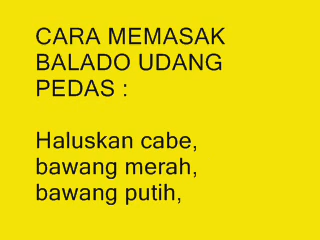 CARA MEMASAK
BALADO UDANG
PEDAS :
Haluskan cabe,
bawang merah,
bawang putih,